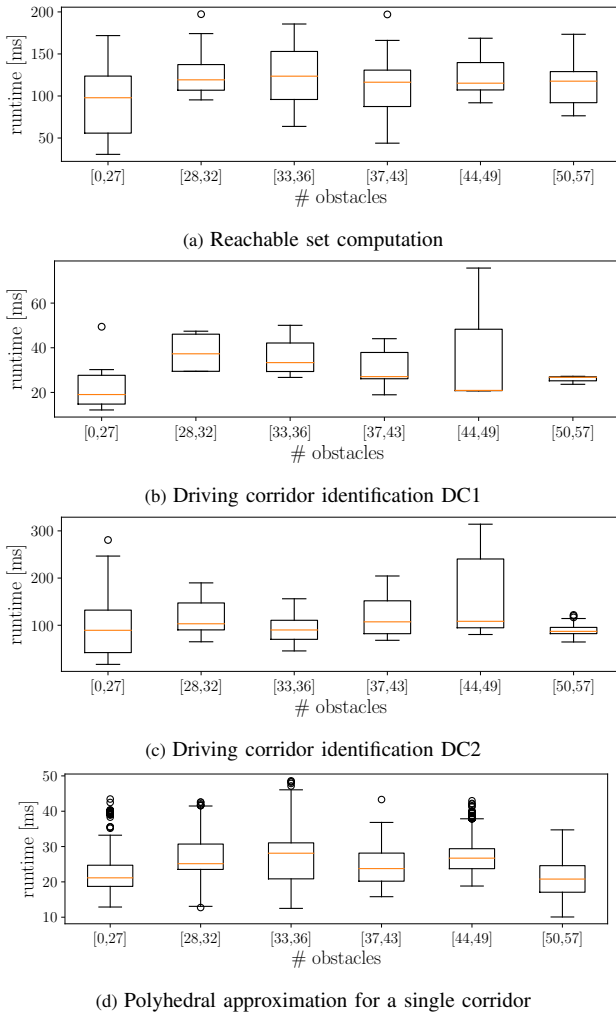 200
150
100
50
runtime [ms]
[0,27] [28,32] [33,36] [37,43] [44,49] [50,57]
# obstacles
(a) Reachable set computation
60
40
20
runtime [ms]
[0,27] [28,32] [33,36] [37,43] [44,49] [50,57]
# obstacles
(b) Driving corridor identification DC1
300
200
100
runtime [ms]
[0,27] [28,32] [33,36] [37,43] [44,49] [50,57]
# obstacles
(c) Driving corridor identification DC2
50
40
30
20
10
runtime [ms]
[0,27] [28,32] [33,36] [37,43] [44,49] [50,57]
# obstacles
(d) Polyhedral approximation for a single corridor